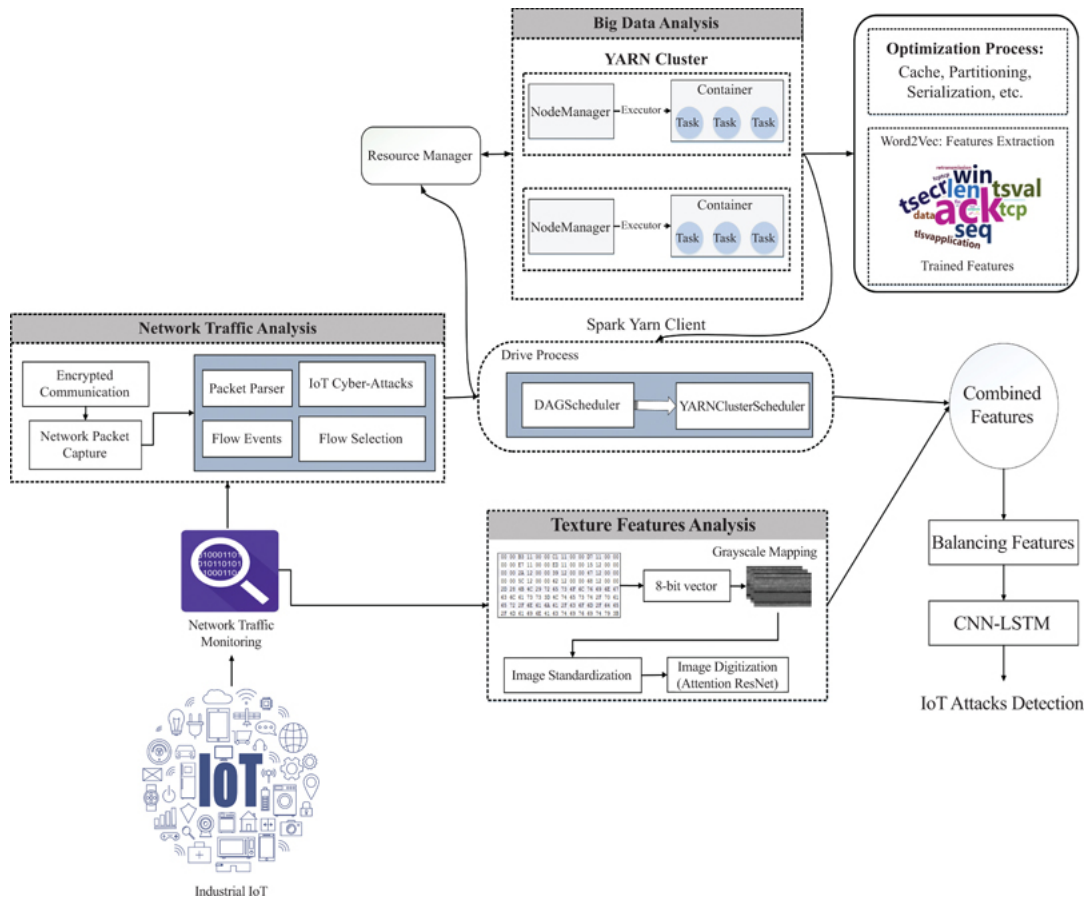 Big Data Analysis
YARN Cluster
NodeManager
Executor
Container
Task Task Task
NodeManager
Executor
Container
Task Task Task
Resource Manager
Optimization Process:
Cache, Partitioning,
Serialization, etc.
Word2Vec: Features Extraction
win
tsecr
len
tsval
ack
tcp
data
seq
tlsvapplication
Trained Features
Network Traffic Analysis
Encrypted
Communication
Network Packet
Capture
Packet Parser
IoT Cyber-Attacks
Flow Events
Flow Selection
Spark Yarn Client
Drive Process
DAGScheduler
YARNClusterScheduler
Combined
Features
Balancing Features
CNN-LSTM
IoT Attacks Detection
Texture Features Analysis
Grayscale Mapping
8-bit vector
Image Standardization
Image Digitization
(Attention ResNet)
Network Traffic
Monitoring
IoT
Industrial IoT